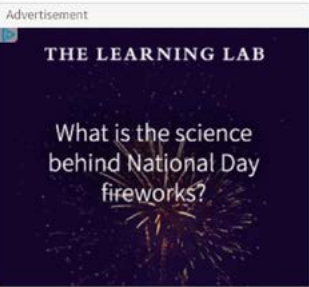 Advertisement
THE LEARNING LAB
What is the science
behind National Day
fireworks?